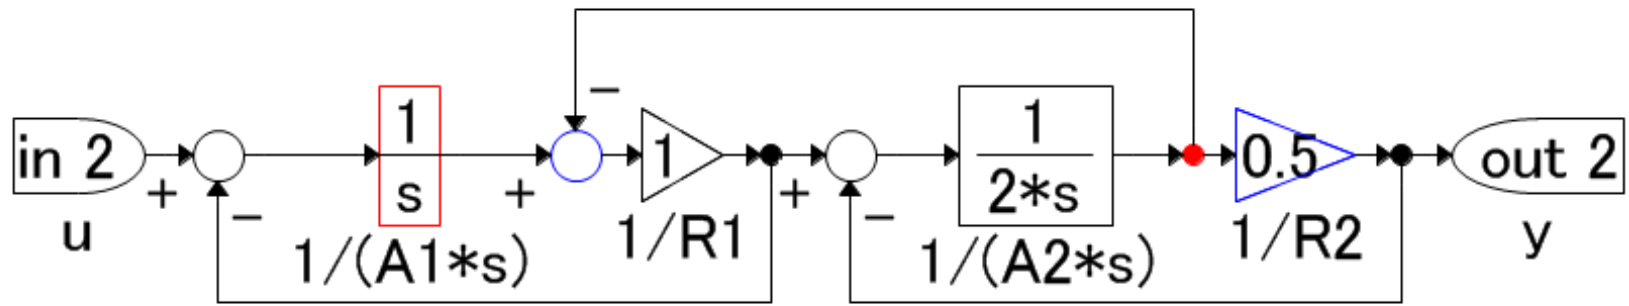 in 2
u
+
−
1
s
1/(A1*s)
+
−
1
1/R1
+
−
1
2*s
1/(A2*s)
0.5
1/R2
out 2
y